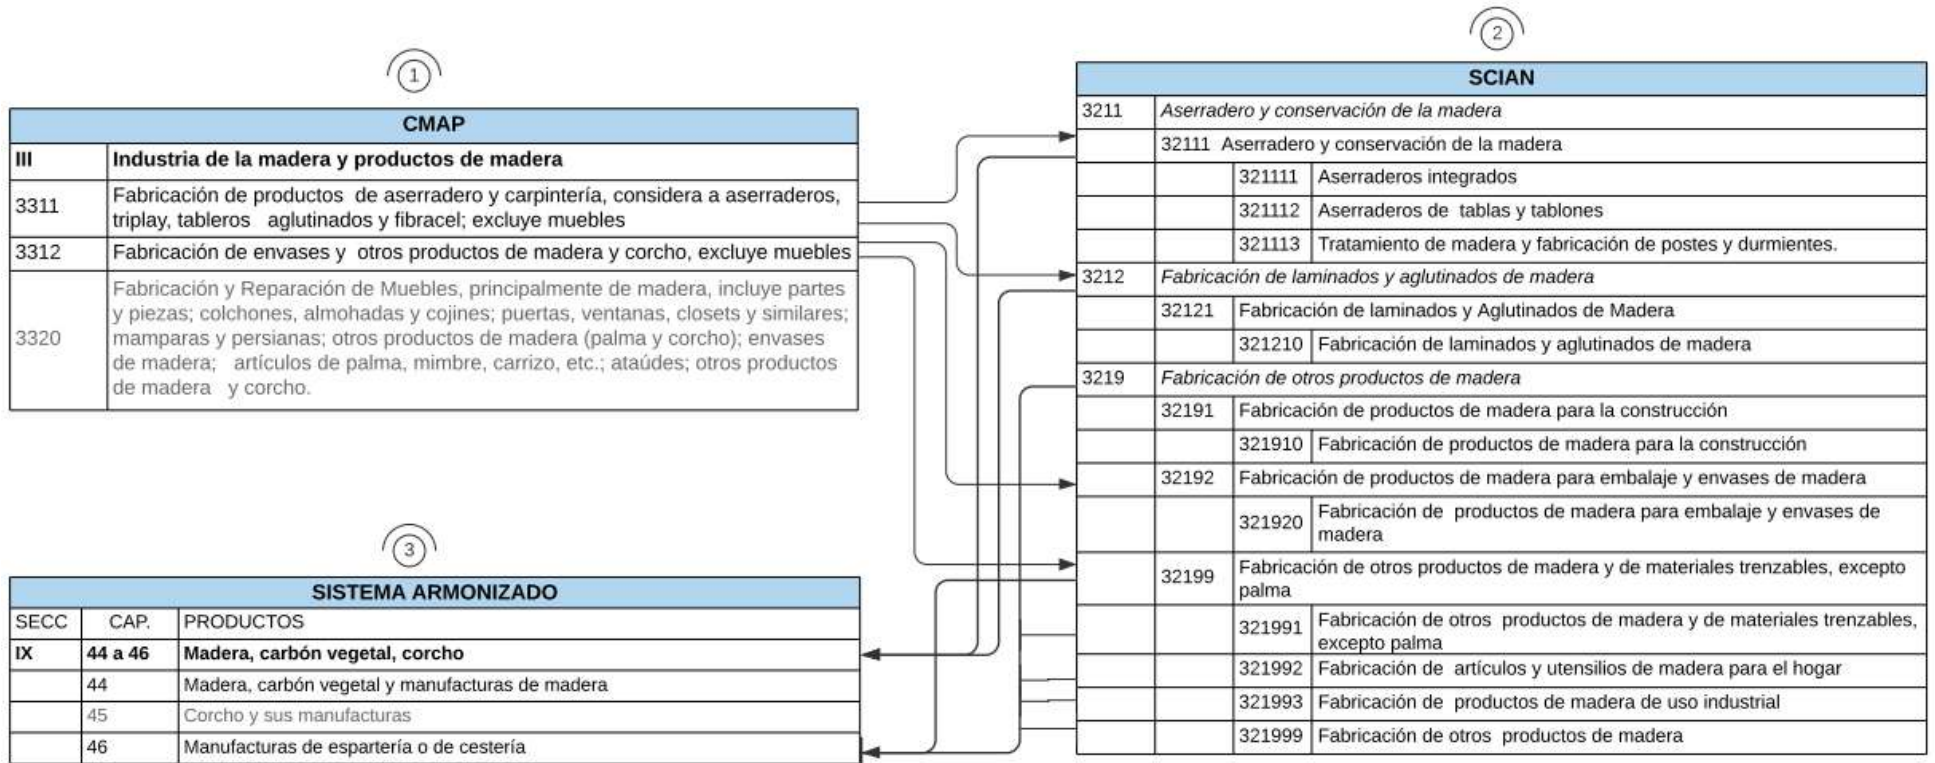 1
CMAP
III Industria de la madera y productos de madera
3311 Fabricación de productos de aserradero y carpintería, considera a aserraderos,
triplay, tableros aglutinados y fibracel; excluye muebles
3312 Fabricación de envases y otros productos de madera y corcho, excluye muebles
3320 Fabricación y Reparación de Muebles, principalmente de madera, incluye partes
y piezas; colchones, almohadas y cojines; puertas, ventanas, closets y similares;
mamparas y persianas; otros productos de madera (palma y corcho); envases
de madera; artículos de palma, mimbre, carrizo, etc.; ataúdes; otros productos
de madera y corcho.
2
SCIAN
3211 Aserradero y conservación de la madera
32111 Aserradero y conservación de la madera
321111 Aserraderos integrados
321112 Aserraderos de tablas y tablones
321113 Tratamiento de madera y fabricación de postes y durmientes.
3212 Fabricación de laminados y aglutinados de madera
32121 Fabricación de laminados y Aglutinados de Madera
321210 Fabricación de laminados y aglutinados de madera
3219 Fabricación de otros productos de madera
32191 Fabricación de productos de madera para la construcción
321910 Fabricación de productos de madera para la construcción
32192 Fabricación de productos de madera para embalaje y envases de madera
321920 Fabricación de productos de madera para embalaje y envases de
madera
32199 Fabricación de otros productos de madera y de materiales trenzables, excepto
palma
321991 Fabricación de otros productos de madera y de materiales trenzables,
excepto palma
321992 Fabricación de artículos y utensilios de madera para el hogar
321993 Fabricación de productos de madera de uso industrial
321999 Fabricación de otros productos de madera
3
SISTEMA ARMONIZADO
SECC CAP. PRODUCTOS
IX 44 a 46 Madera, carbón vegetal, corcho
44 Madera, carbón vegetal y manufacturas de madera
45 Corcho y sus manufacturas
46 Manufacturas de espartería o de cestería